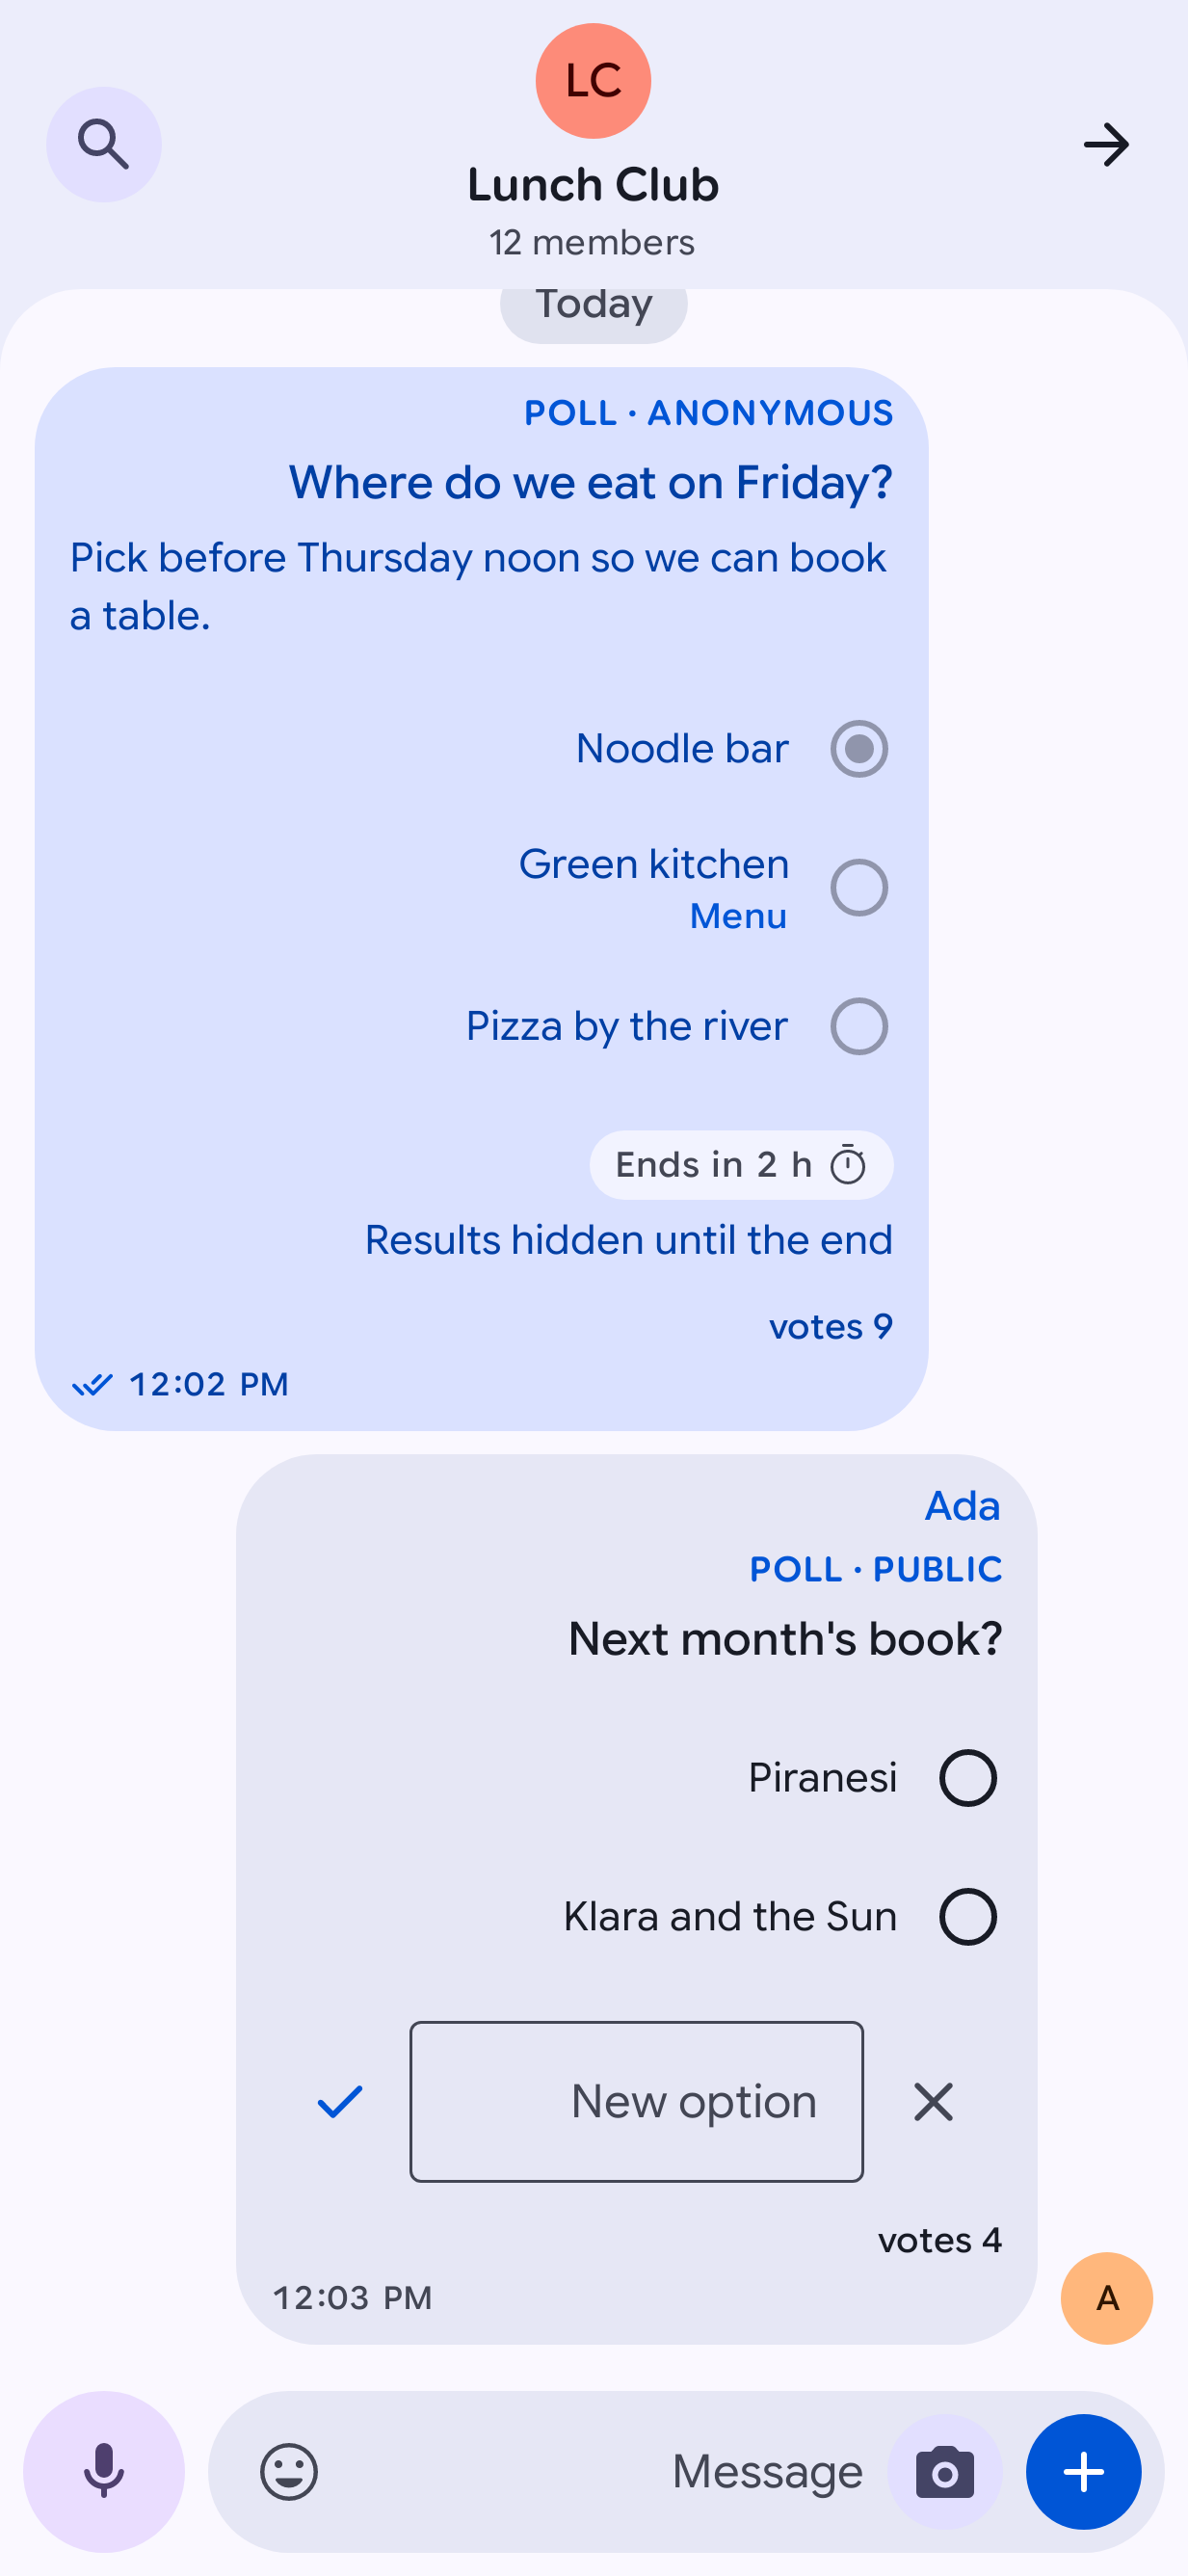 LC
Lunch Club
12 members
Today
POLL · ANONYMOUS
Where do we eat on Friday?
Pick before Thursday noon so we can book
a table.
Noodle bar
Green kitchen
Menu
Pizza by the river
Ends in 2 h
Results hidden until the end
votes 9
12:02 PM
Ada
POLL · PUBLIC
Next month's book?
Piranesi
Klara and the Sun
New option
votes 4
12:03 PM
A
Message